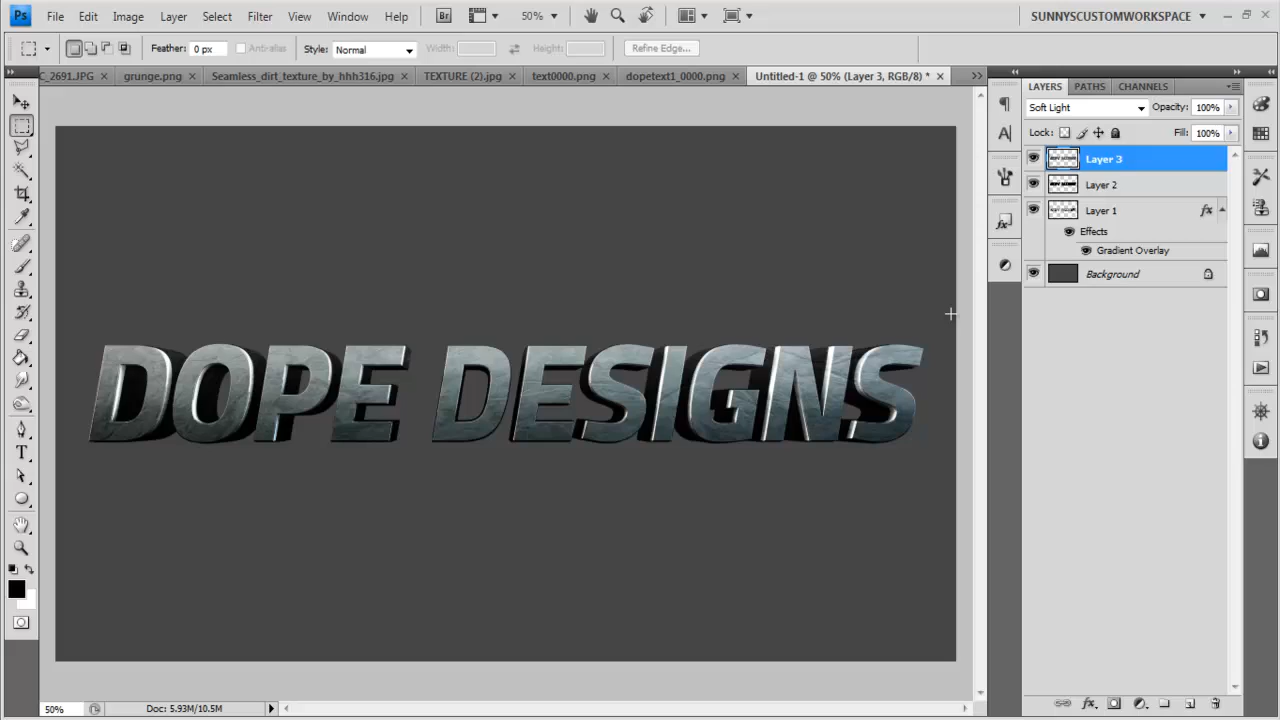 Ps File Edit Image Layer Select Filter View Window Help Br 50% SUNNYSCUSTOMWORKSPACE
Feather: 0 px Anti-alias Style: Normal Width: Height: Refine Edge...
C_2691.JPG grunge.png Seamless_dirt_texture_by_hhh316.jpg TEXTURE (2).jpg text0000.png dopetext1_0000.png Untitled-1 @ 50% (Layer 3, RGB/8) *
LAYERS PATHS CHANNELS
Soft Light Opacity: 100%
Lock: Fill: 100%
Layer 3
Layer 2
Layer 1 fx
Effects
Gradient Overlay
Background
DOPE DESIGNS
50% Doc: 5.93M/10.5M